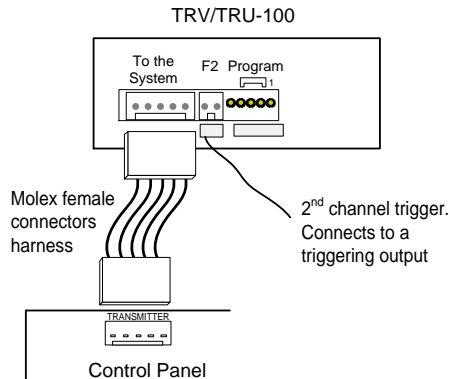 TRV/TRU-100
To the
System
F2 Program
1
Molex female
connectors
harness
2nd channel trigger.
Connects to a
triggering output
TRANSMITTER
Control Panel